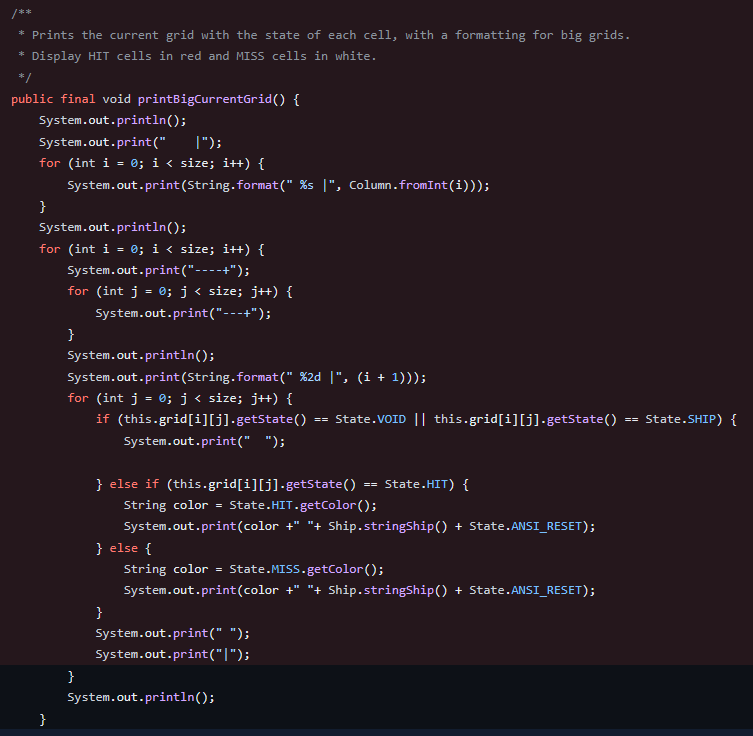 /**
 * Prints the current grid with the state of each cell, with a formatting for big grids.
 * Display HIT cells in red and MISS cells in white.
 */
public final void printBigCurrentGrid() {
    System.out.println();
    System.out.print("    |");
    for (int i = 0; i < size; i++) {
        System.out.print(String.format(" %s |", Column.fromInt(i)));
    }
    System.out.println();
    for (int i = 0; i < size; i++) {
        System.out.print("----+");
        for (int j = 0; j < size; j++) {
            System.out.print("---+");
        }
        System.out.println();
        System.out.print(String.format(" %2d |", (i + 1)));
        for (int j = 0; j < size; j++) {
            if (this.grid[i][j].getState() == State.VOID || this.grid[i][j].getState() == State.SHIP) {
                System.out.print("  ");

            } else if (this.grid[i][j].getState() == State.HIT) {
                String color = State.HIT.getColor();
                System.out.print(color +" "+ Ship.stringShip() + State.ANSI_RESET);
            } else {
                String color = State.MISS.getColor();
                System.out.print(color +" "+ Ship.stringShip() + State.ANSI_RESET);
            }
            System.out.print(" ");
            System.out.print("|");
        }
        System.out.println();
    }